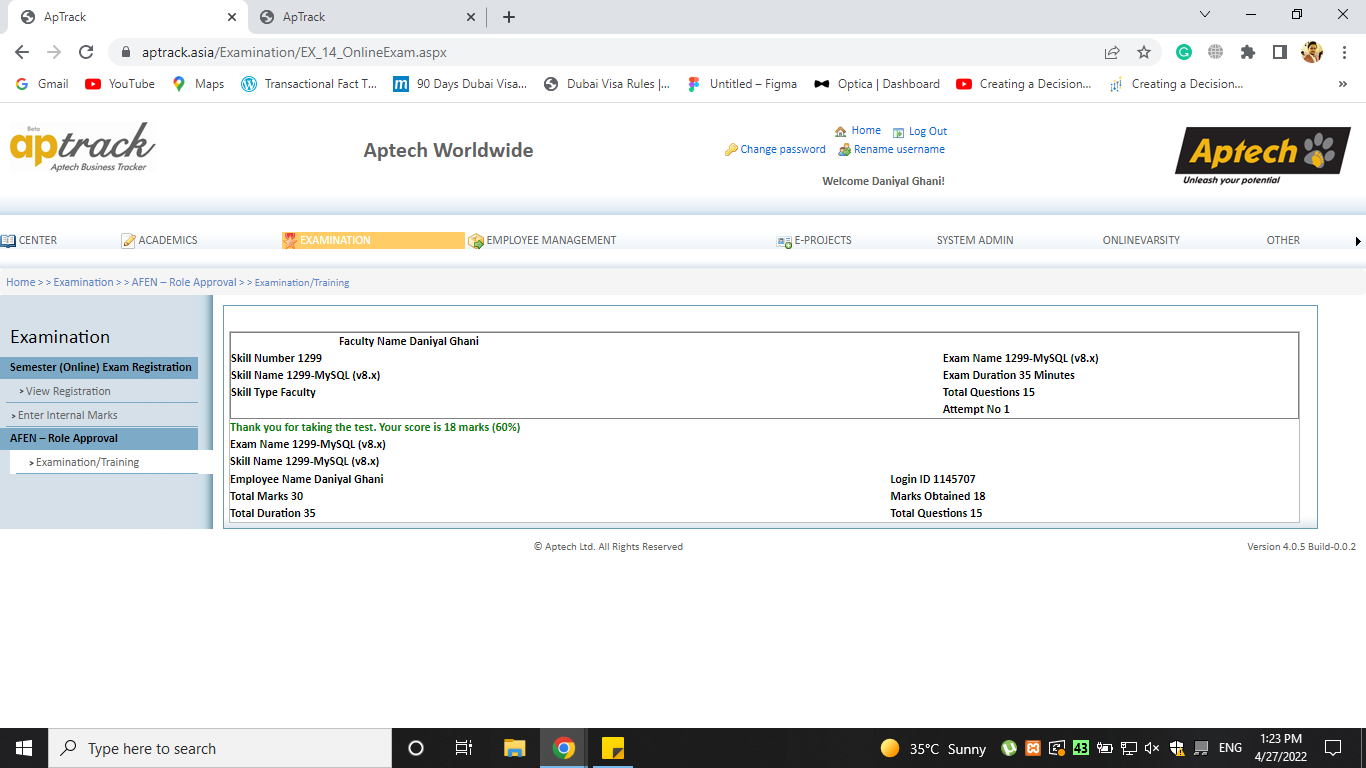 ApTrack
ApTrack
aptrack.asia/Examination/EX_14_OnlineExam.aspx
Gmail YouTube Maps Transactional Fact T... 90 Days Dubai Visa... Dubai Visa Rules |... Untitled – Figma Optica | Dashboard Creating a Decision... Creating a Decision... »
Beta
aptrack
Aptech Business Tracker
Aptech Worldwide
Home Log Out
Change password Rename username
Welcome Daniyal Ghani!
Aptech
Unleash your potential
CENTER ACADEMICS EXAMINATION EMPLOYEE MANAGEMENT E-PROJECTS SYSTEM ADMIN ONLINEVARSITY OTHER
Home > > Examination > > AFEN – Role Approval > > Examination/Training
Examination
Semester (Online) Exam Registration
> View Registration
> Enter Internal Marks
AFEN – Role Approval
> Examination/Training
Faculty Name Daniyal Ghani
Skill Number 1299 Exam Name 1299-MySQL (v8.x)
Skill Name 1299-MySQL (v8.x) Exam Duration 35 Minutes
Skill Type Faculty Total Questions 15
Attempt No 1
Thank you for taking the test. Your score is 18 marks (60%)
Exam Name 1299-MySQL (v8.x)
Skill Name 1299-MySQL (v8.x)
Employee Name Daniyal Ghani Login ID 1145707
Total Marks 30 Marks Obtained 18
Total Duration 35 Total Questions 15
© Aptech Ltd. All Rights Reserved Version 4.0.5 Build-0.0.2
Type here to search
35°C Sunny 43 ENG
1:23 PM
4/27/2022